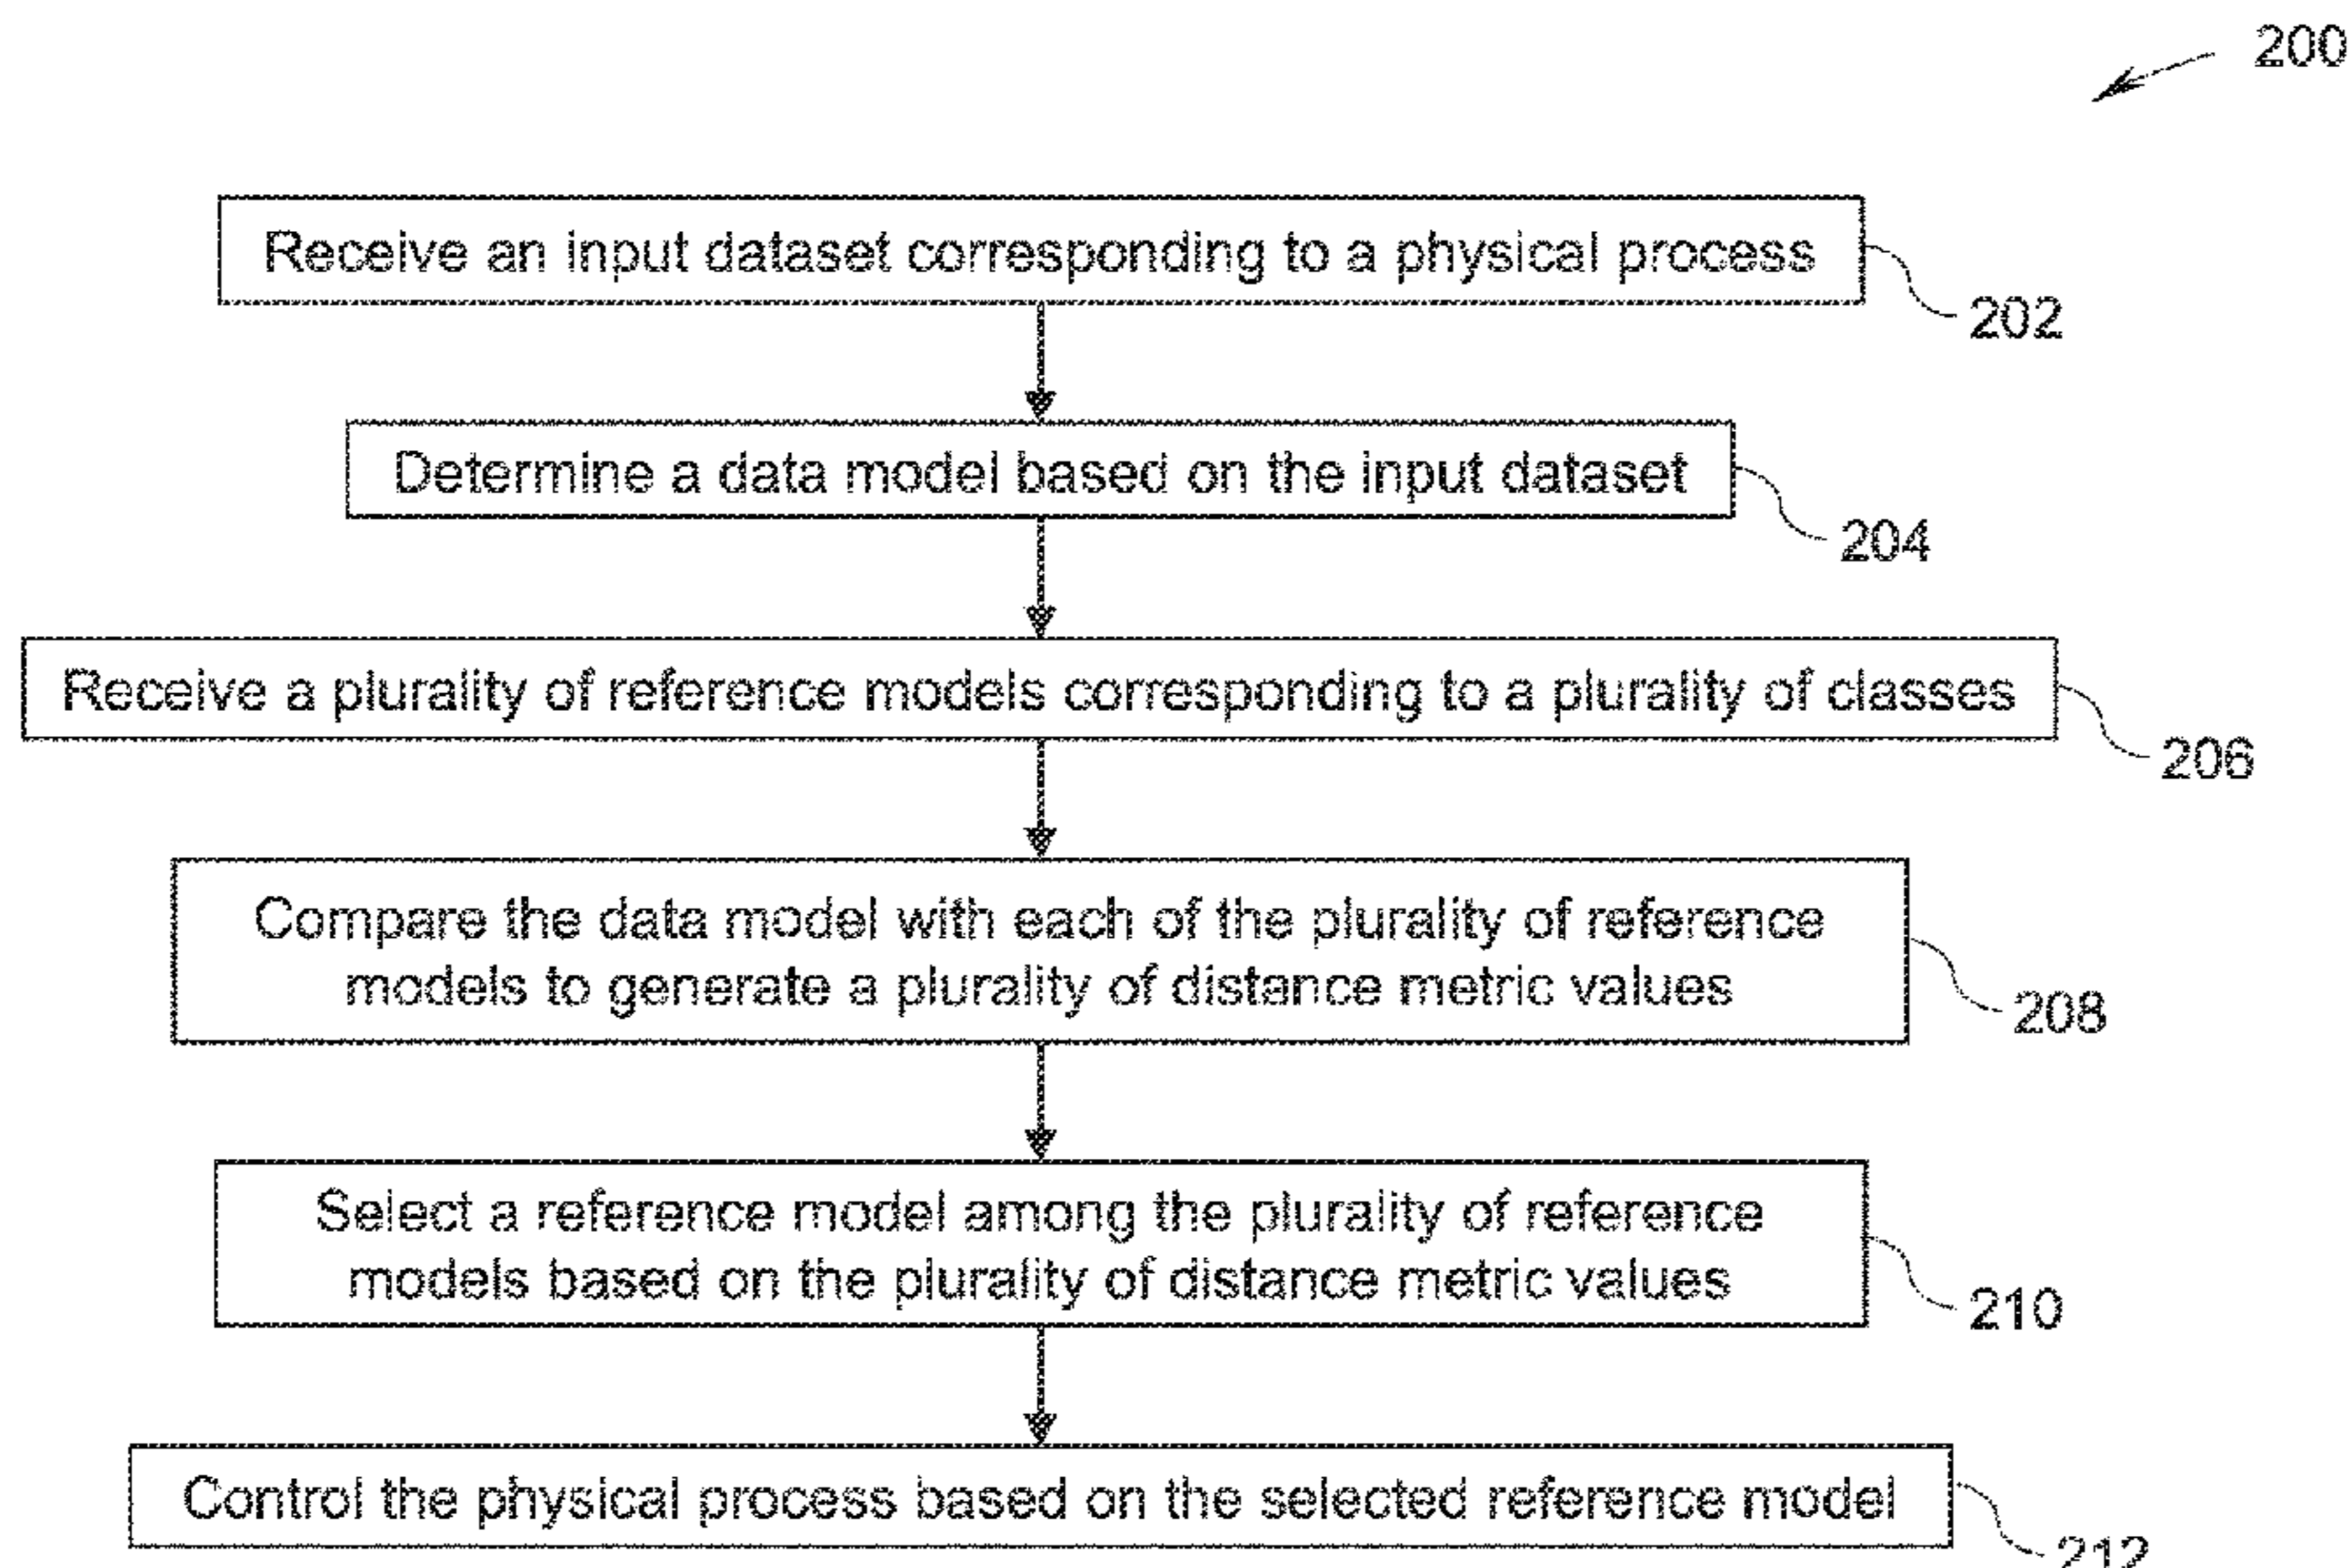 200
Receive an input dataset corresponding to a physical process
202
Determine a data model based on the input dataset
204
Receive a plurality of reference models corresponding to a plurality of classes
206
Compare the data model with each of the plurality of reference
models to generate a plurality of distance metric values
208
Select a reference model among the plurality of reference
models based on the plurality of distance metric values
210
Control the physical process based on the selected reference model
212